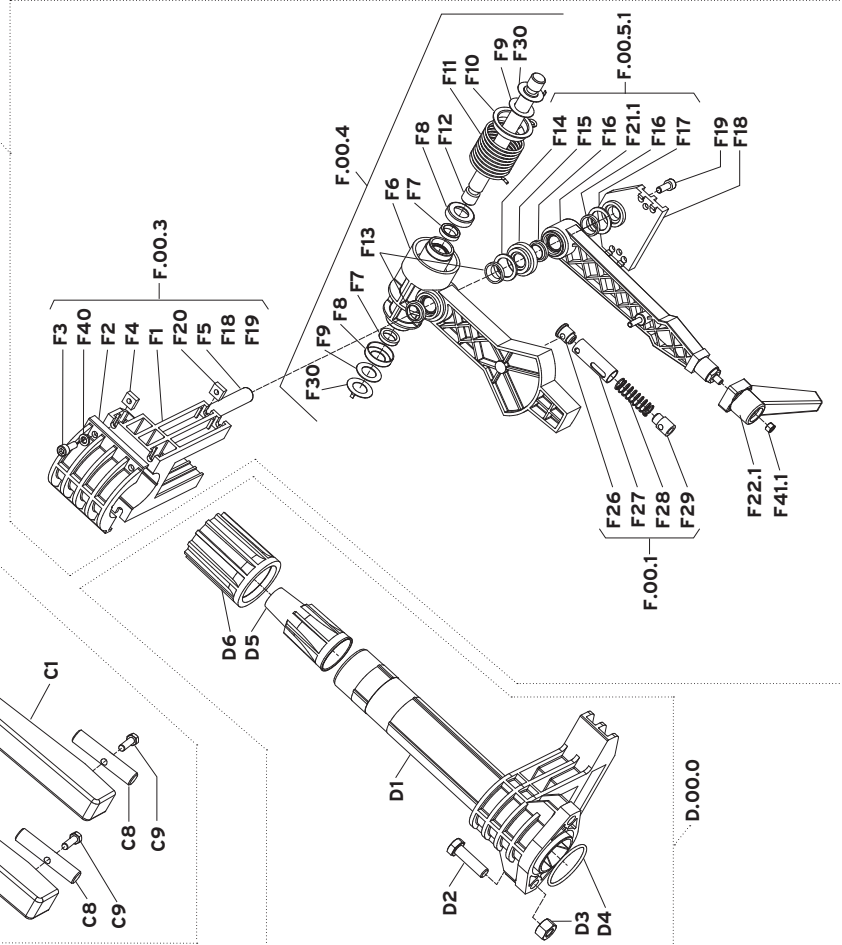 F.00.3
F3
F40
F2
F4
F1
F20
F5
F18
F19
F.00.4
F13
F6
F7
F8
F12
F11
F10
F9
F30
F7
F8
F9
F30
F.00.5.1
F14
F15
F16
F21.1
F16
F17
F19
F18
F26
F27
F28
F29
F.00.1
F22.1
F41.1
D6
D5
D1
D2
D3
D4
D.00.0
C1
C8
C9
C8
C9